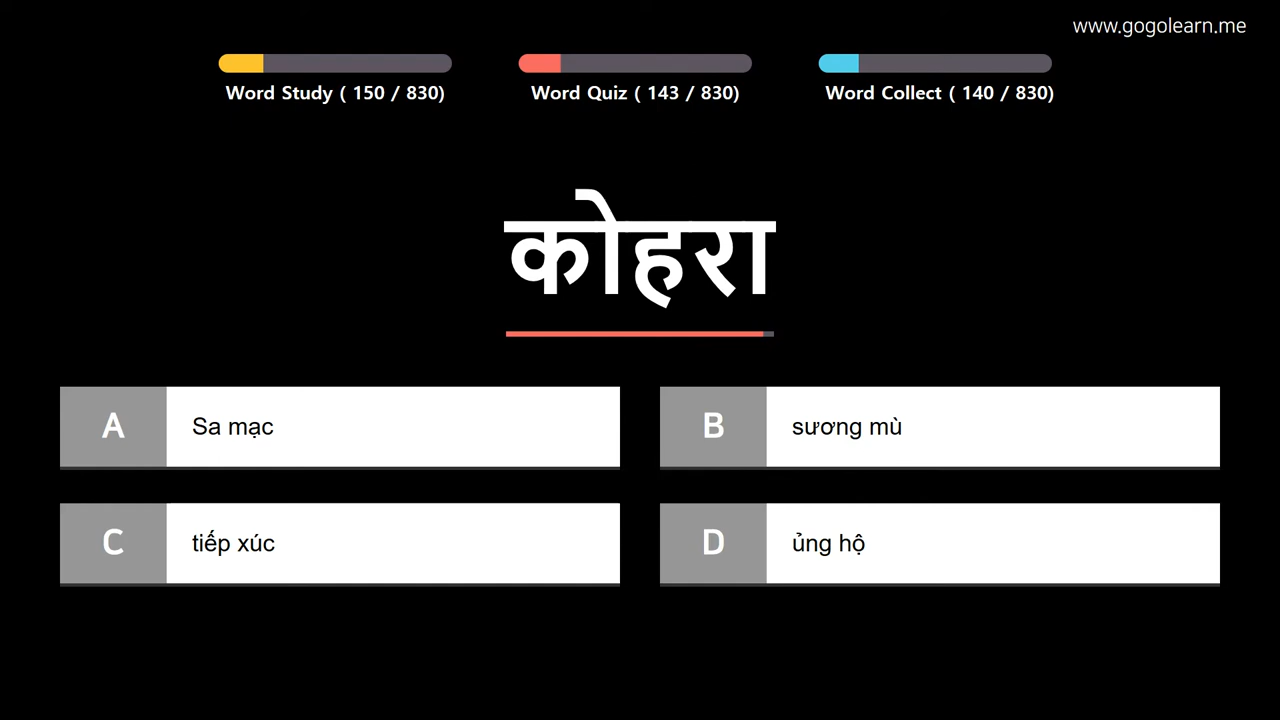 www.gogolearn.me
Word Study ( 150 / 830)
Word Quiz ( 143 / 830)
Word Collect ( 140 / 830)
कोहरा
A Sa mạc
B sương mù
C tiếp xúc
D ủng hộ